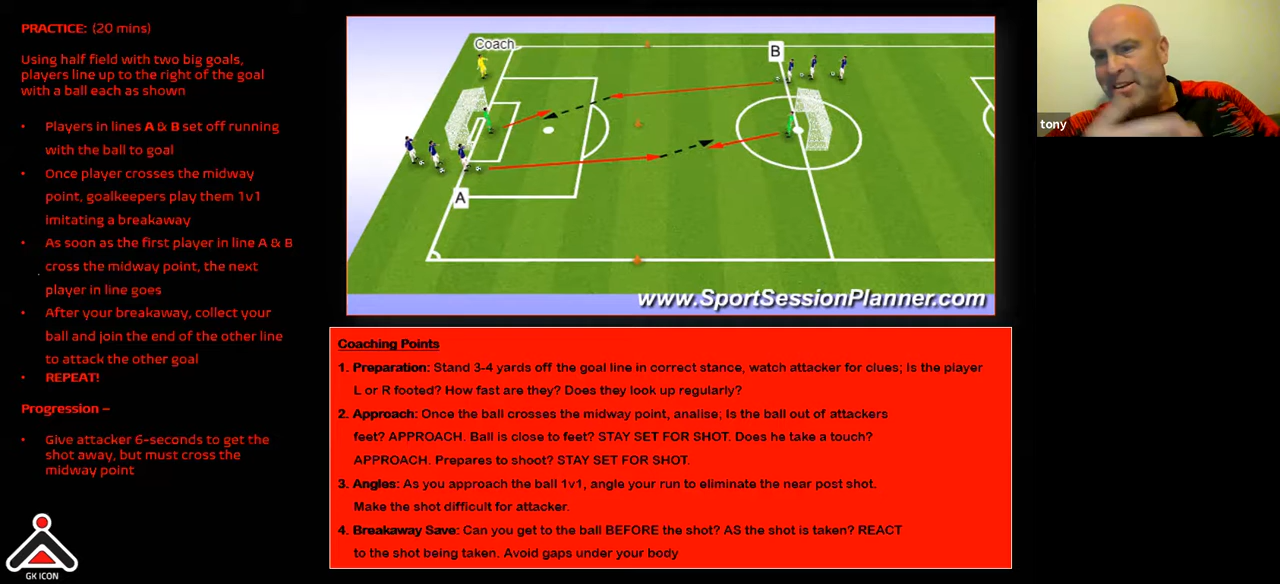 PRACTICE: (20 mins)
Using half field with two big goals,
players line up to the right of the goal
with a ball each as shown
• Players in lines A & B set off running
with the ball to goal
• Once player crosses the midway
point, goalkeepers play them 1v1
imitating a breakaway
• As soon as the first player in line A & B
cross the midway point, the next
player in line goes
• After your breakaway, collect your
ball and join the end of the other line
to attack the other goal
• REPEAT!
Progression –
• Give attacker 6-seconds to get the
shot away, but must cross the
midway point
GK ICON
Coach
B
A
www.SportSessionPlanner.com
Coaching Points
1. Preparation: Stand 3-4 yards off the goal line in correct stance, watch attacker for clues; Is the player
L or R footed? How fast are they? Does they look up regularly?
2. Approach: Once the ball crosses the midway point, analise; Is the ball out of attackers
feet? APPROACH. Ball is close to feet? STAY SET FOR SHOT. Does he take a touch?
APPROACH. Prepares to shoot? STAY SET FOR SHOT.
3. Angles: As you approach the ball 1v1, angle your run to eliminate the near post shot.
Make the shot difficult for attacker.
4. Breakaway Save: Can you get to the ball BEFORE the shot? AS the shot is taken? REACT
to the shot being taken. Avoid gaps under your body
tony